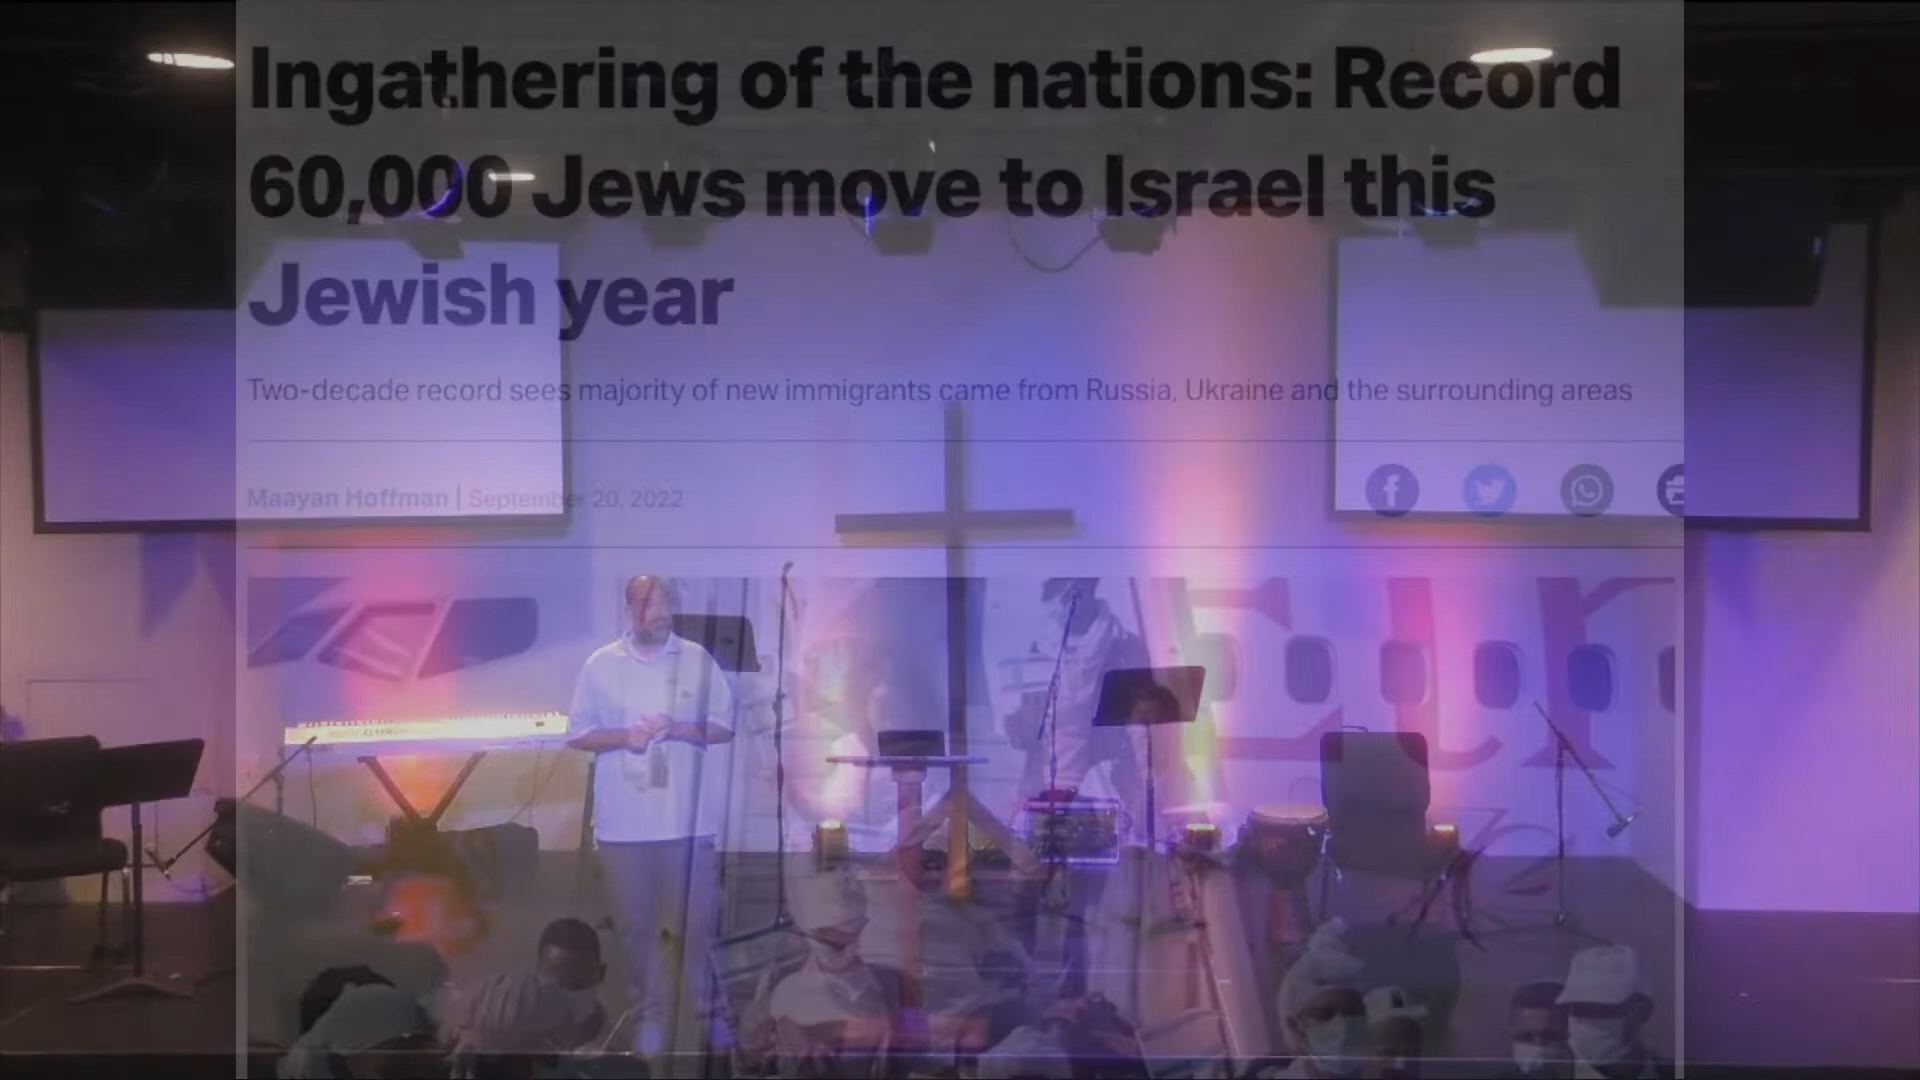 Ingathering of the nations: Record
60,000 Jews move to Israel this
Jewish year
Two-decade record sees majority of new immigrants came from Russia, Ukraine and the surrounding areas
Maayan Hoffman | September 20, 2022